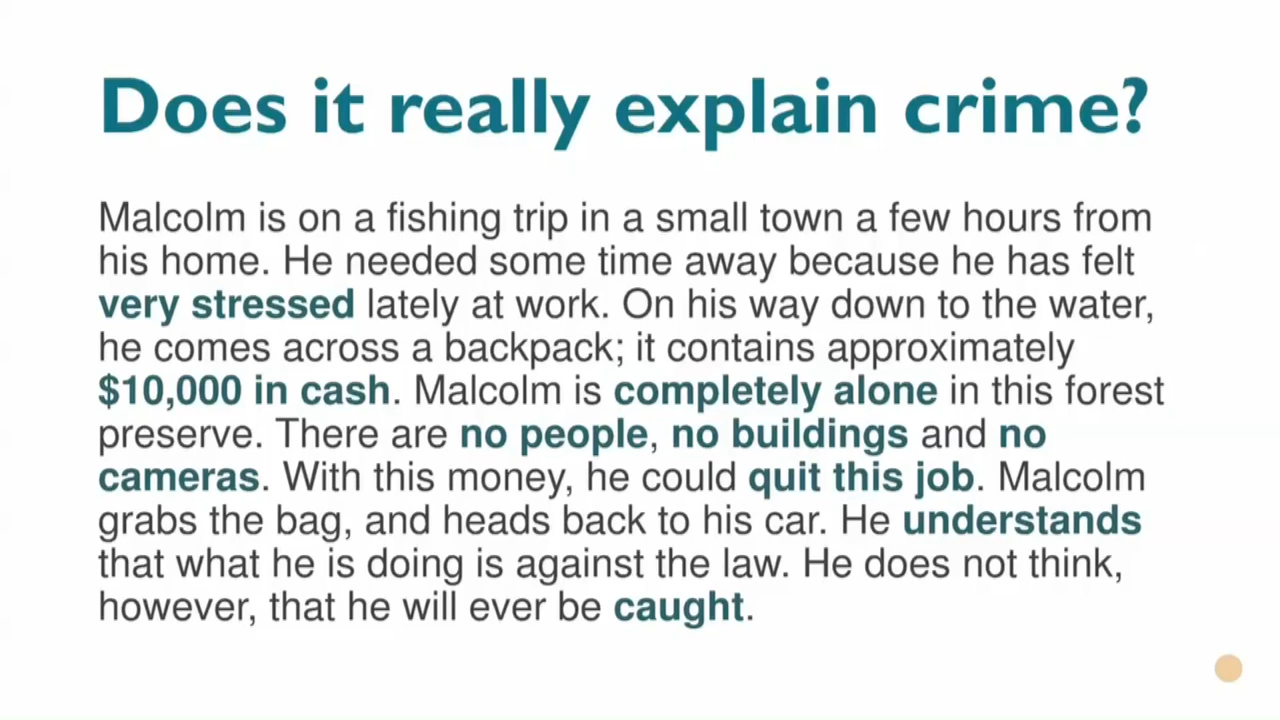 Does it really explain crime?
Malcolm is on a fishing trip in a small town a few hours from
his home. He needed some time away because he has felt
very stressed lately at work. On his way down to the water,
he comes across a backpack; it contains approximately
$10,000 in cash. Malcolm is completely alone in this forest
preserve. There are no people, no buildings and no
cameras. With this money, he could quit this job. Malcolm
grabs the bag, and heads back to his car. He understands
that what he is doing is against the law. He does not think,
however, that he will ever be caught.